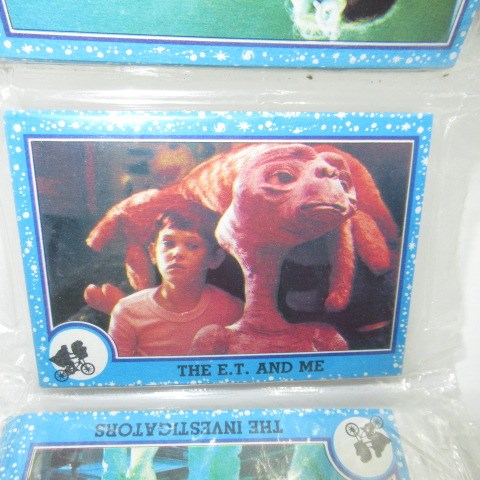 THE E.T. AND ME
THE INVESTIGATORS